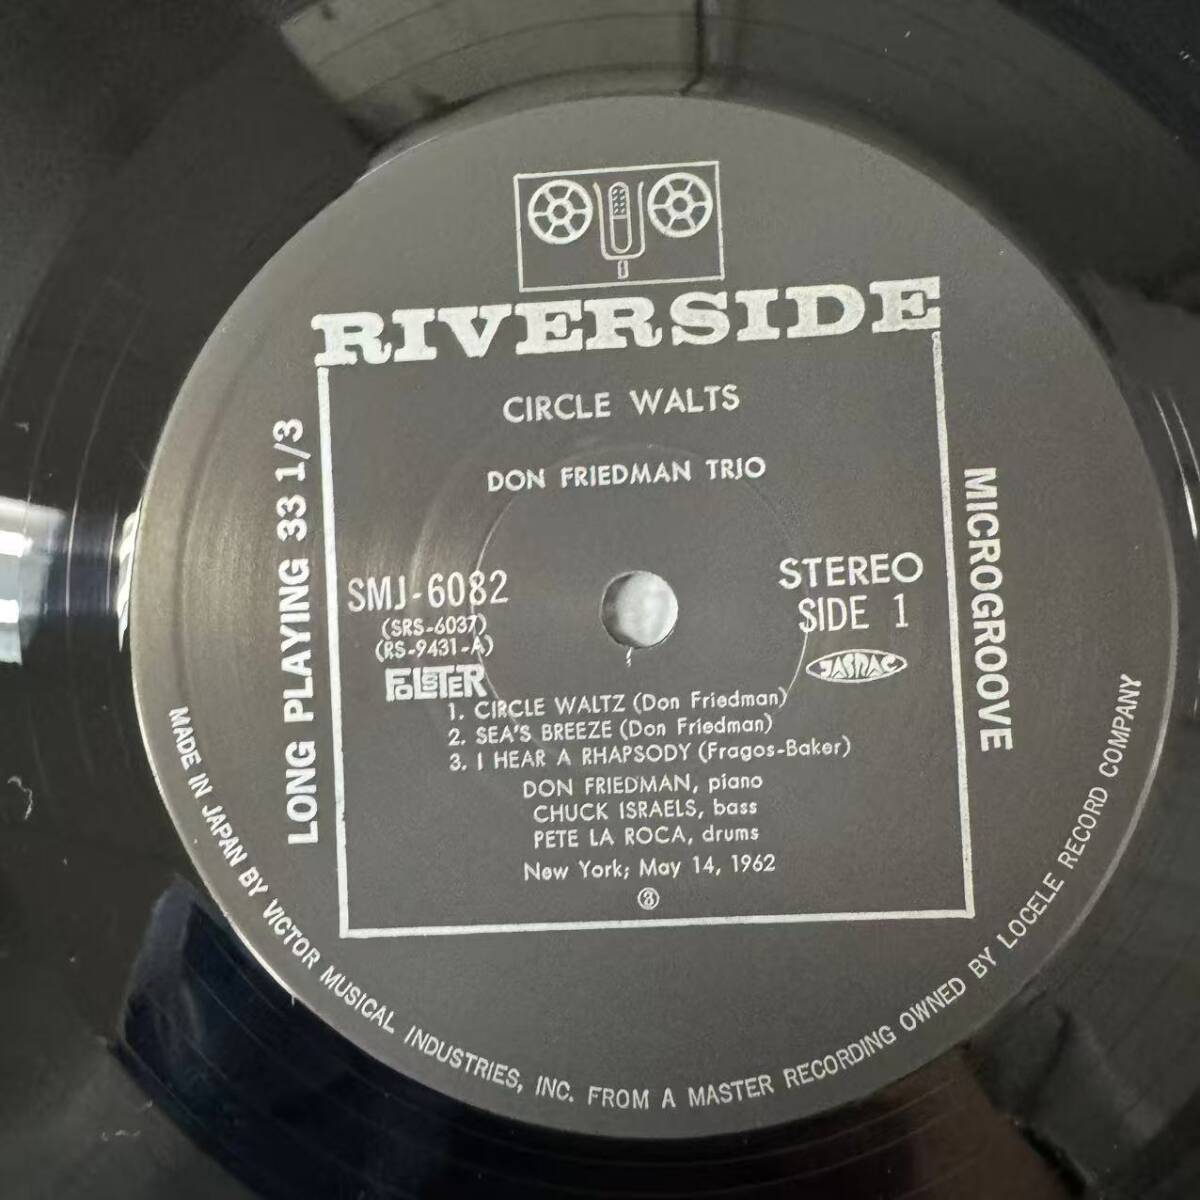 RIVERSIDE
CIRCLE WALTS
DON FRIEDMAN TRIO
LONG PLAYING 33 1/3
MICROGROOVE
SMJ-6082
(SRS-6037)
(RS-9431-A)
STEREO
SIDE 1
JASRAC
1. CIRCLE WALTZ (Don Friedman)
2. SEA'S BREEZE (Don Friedman)
3. I HEAR A RHAPSODY (Fragos-Baker)
DON FRIEDMAN, piano
CHUCK ISRAELS, bass
PETE LA ROCA, drums
New York; May 14, 1962
③
MADE IN JAPAN BY VICTOR MUSICAL INDUSTRIES, INC. FROM A MASTER RECORDING OWNED BY LOCELE RECORD COMPANY